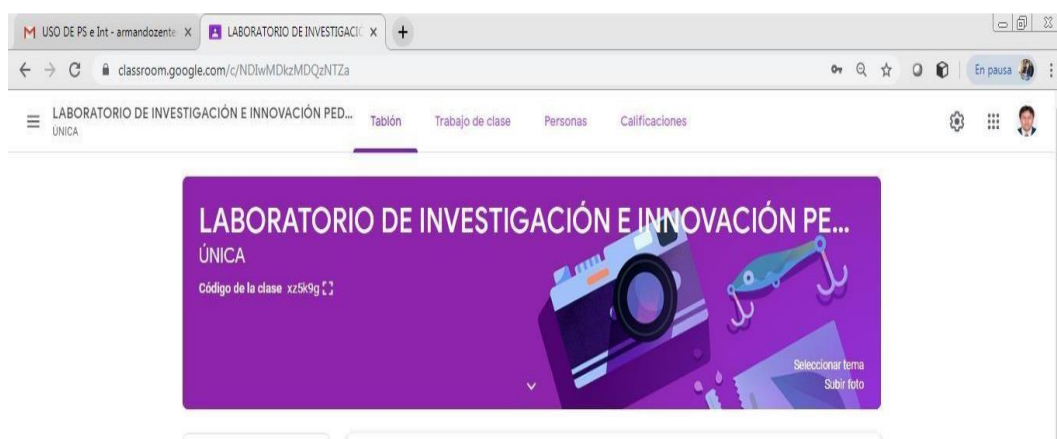 USO DE PS e Int - armandozente
LABORATORIO DE INVESTIGACIÓ
classroom.google.com/c/NDIwMDkzMDQzNTZa
En pausa
LABORATORIO DE INVESTIGACIÓN E INNOVACIÓN PED...
ÚNICA
Tablón
Trabajo de clase
Personas
Calificaciones
LABORATORIO DE INVESTIGACIÓN E INNOVACIÓN PE...
ÚNICA
Código de la clase xz5k9g
Seleccionar tema
Subir foto